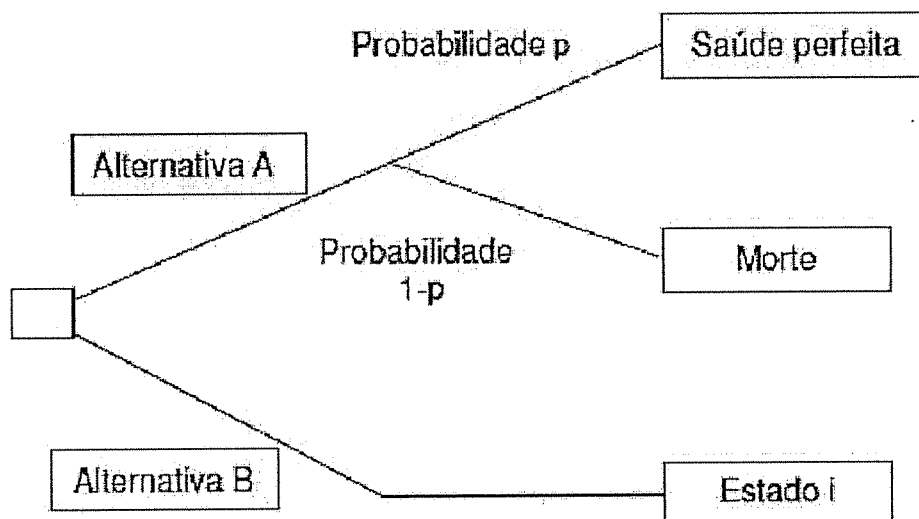 Probabilidade p
Saúde perfeita
Alternativa A
Probabilidade
1-p
Morte
Alternativa B
Estado i